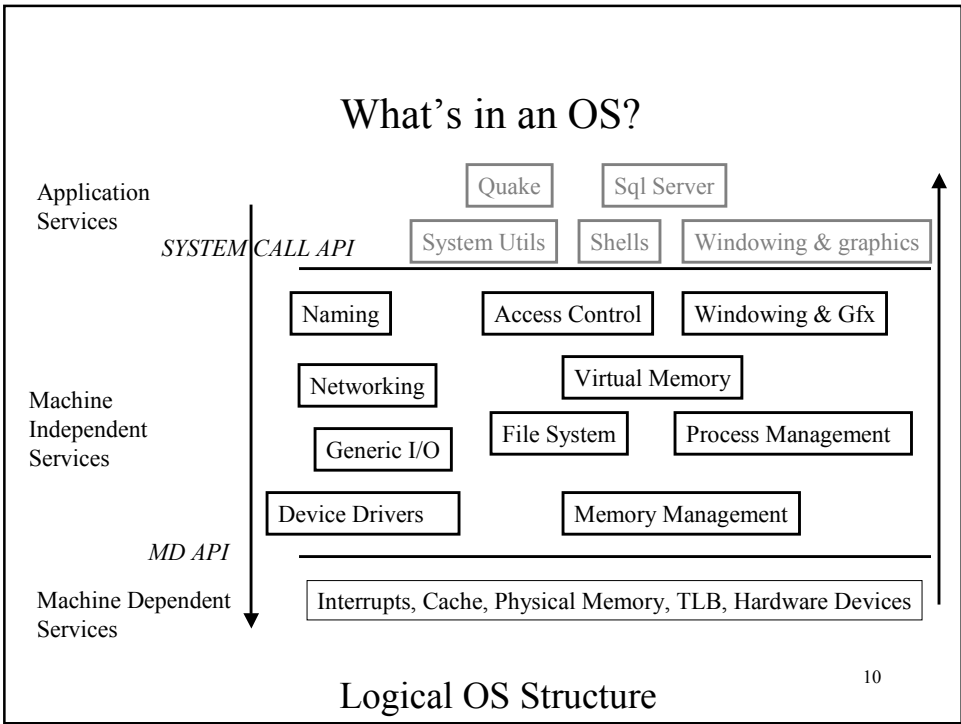 What's in an OS?
Application
Services
Quake
Sql Server
SYSTEM CALL API
System Utils
Shells
Windowing & graphics
Naming
Access Control
Windowing & Gfx
Networking
Virtual Memory
Machine
Independent
Services
Generic I/O
File System
Process Management
Device Drivers
Memory Management
MD API
Machine Dependent
Services
Interrupts, Cache, Physical Memory, TLB, Hardware Devices
Logical OS Structure
10